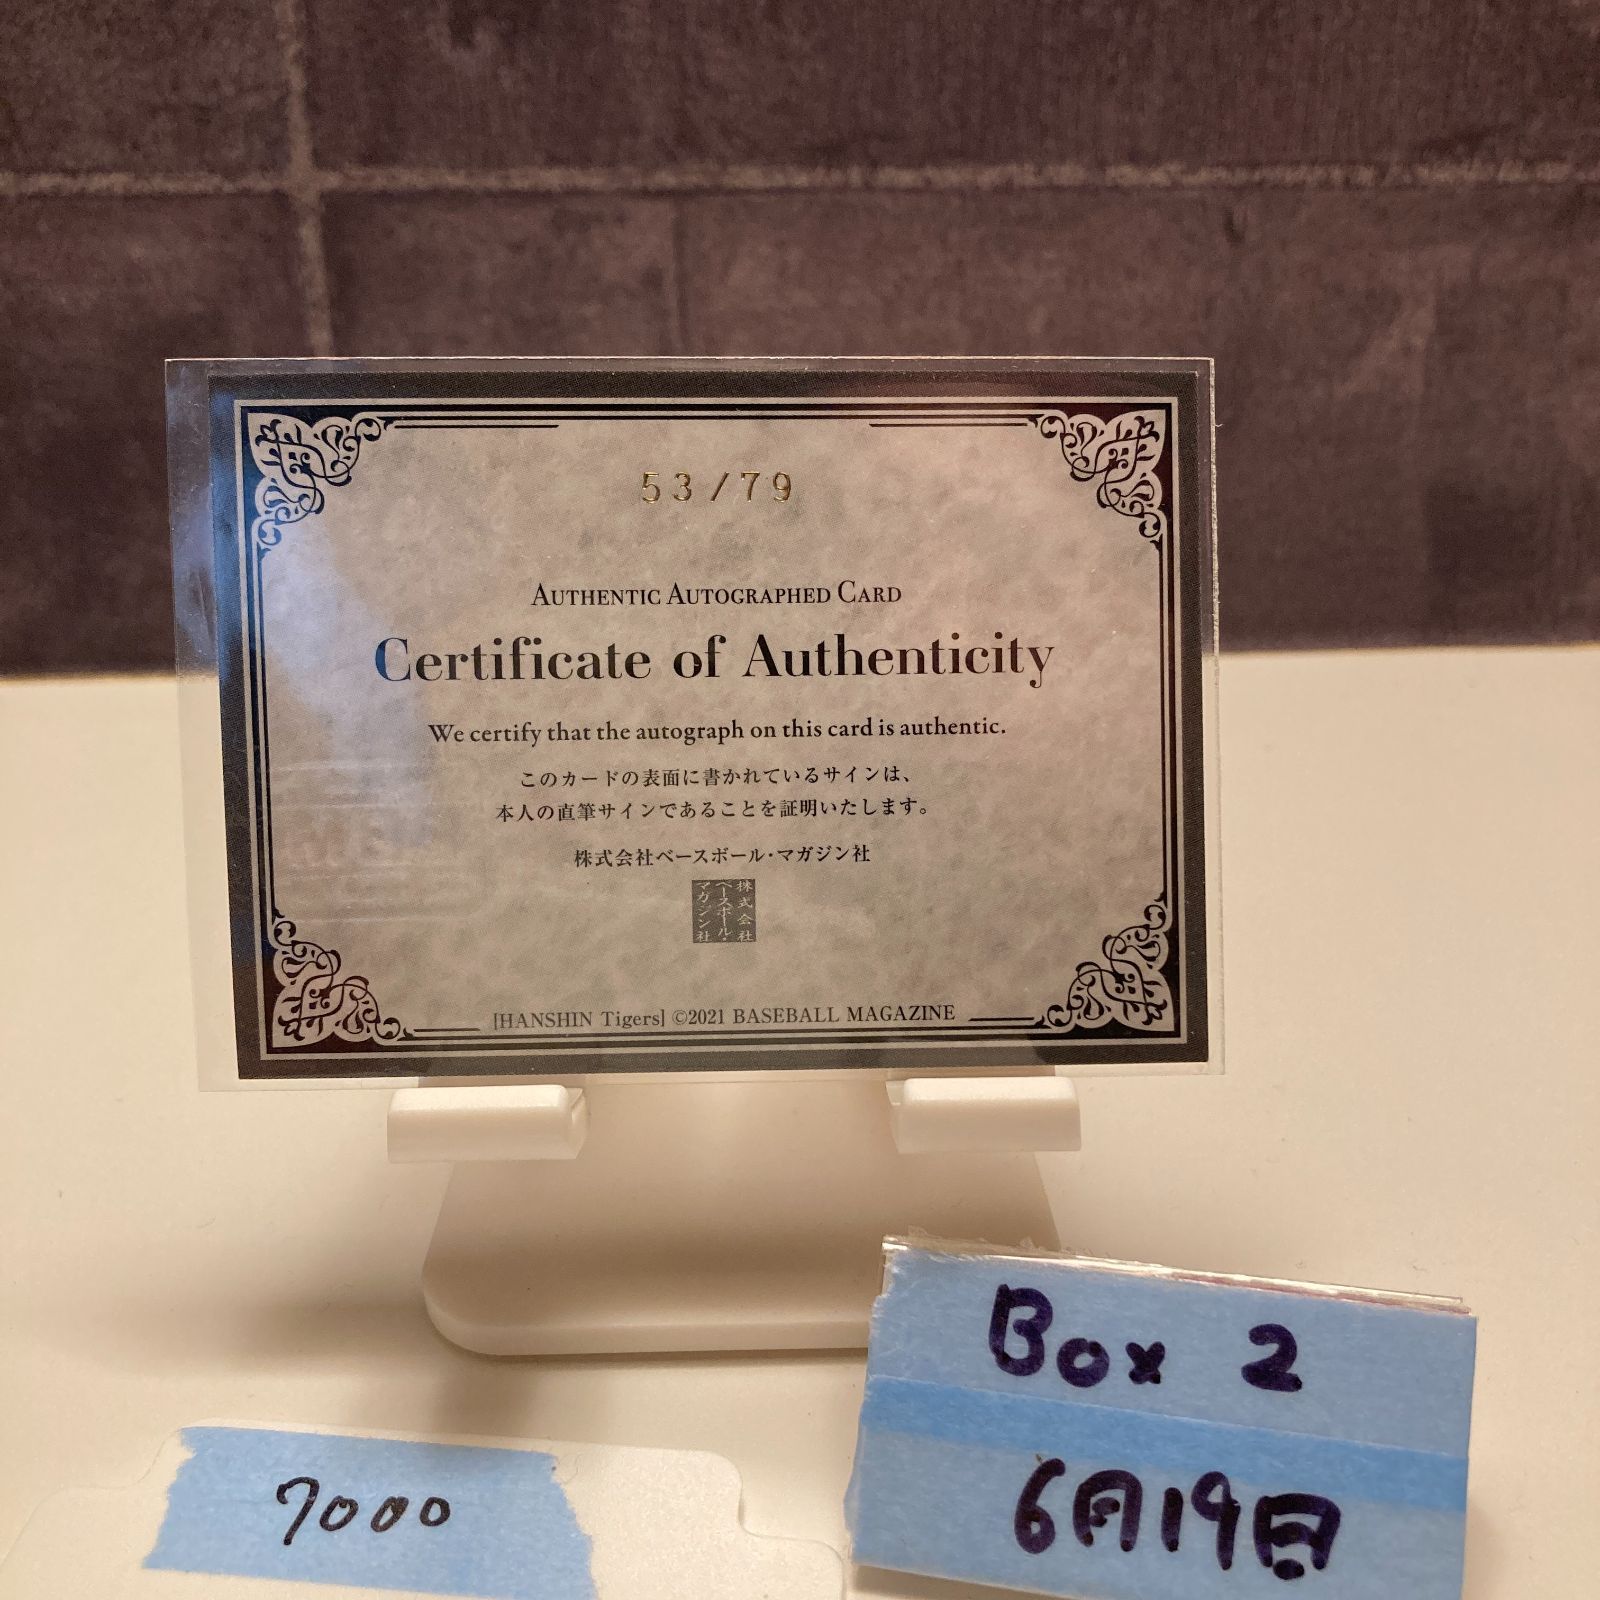 53/79
AUTHENTIC AUTOGRAPHED CARD
Certificate of Authenticity
We certify that the autograph on this card is authentic.
このカードの表面に書かれているサインは、
本人の直筆サインであることを証明いたします。
株式会社ベースボール・マガジン社
株式会社
ベースボール・
マガジン社
[HANSHIN Tigers] ©2021 BASEBALL MAGAZINE
Box 2
6月19日
7000